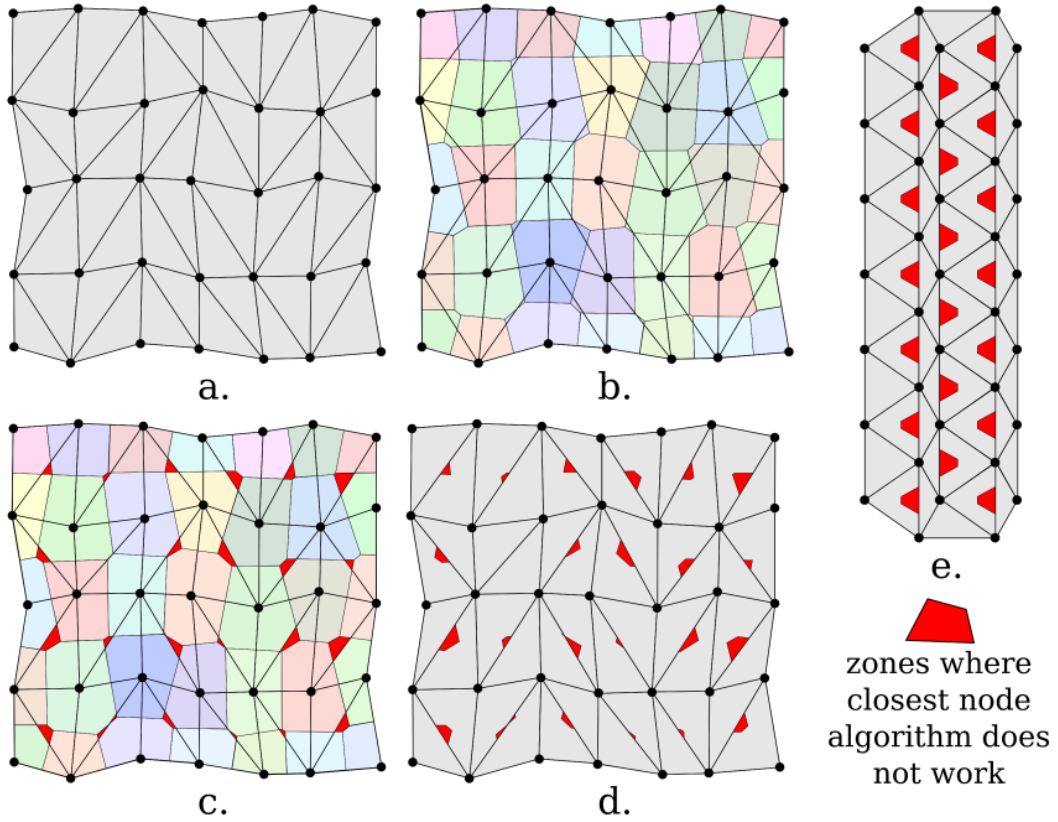 a.
b.
c.
d.
e.
zones where
closest node
algorithm does
not work